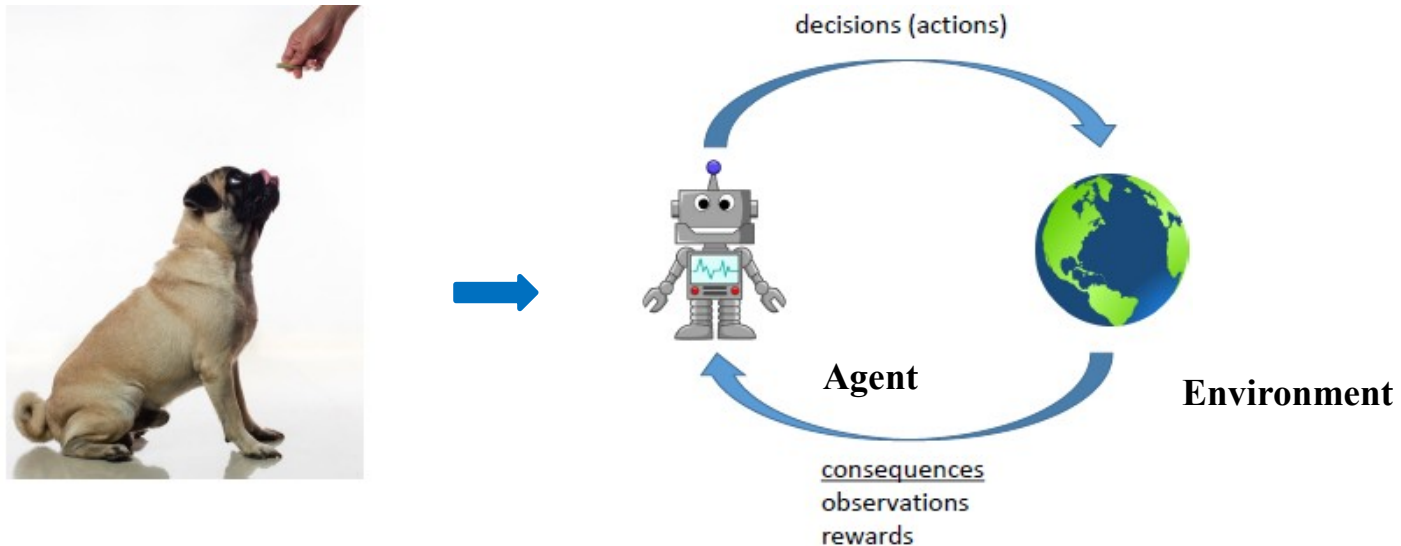 decisions (actions)
Agent
Environment
consequences
observations
rewards